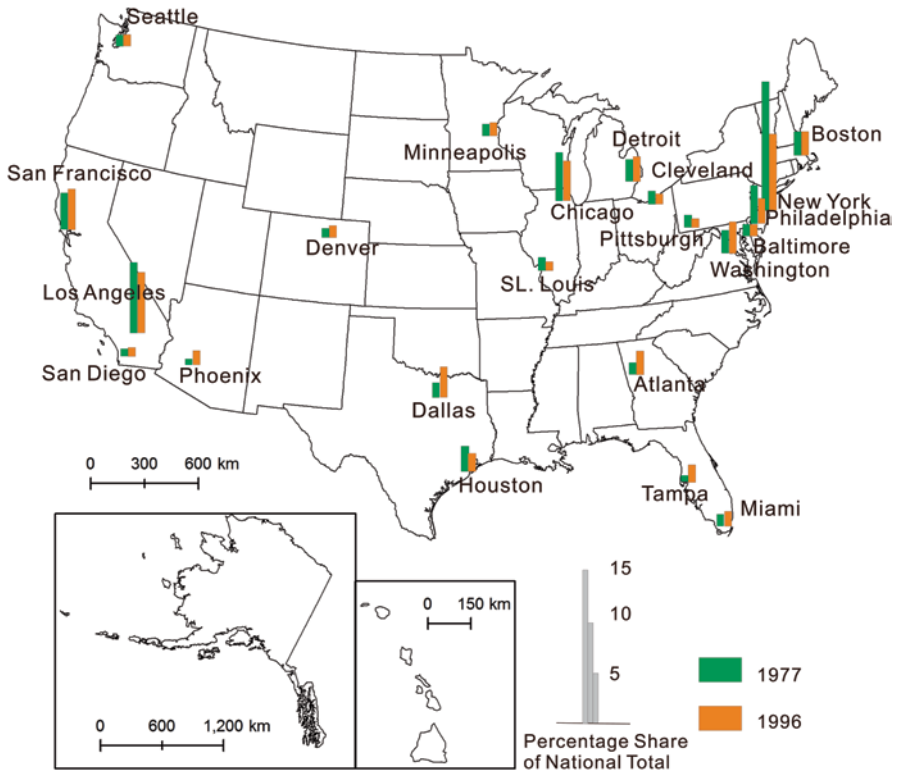 Seattle
Minneapolis
Detroit
Boston
San Francisco
Cleveland
Chicago
New York
Philadelphia
Denver
Pittsburgh
Baltimore
SL. Louis
Washington
Los Angeles
San Diego
Phoenix
Atlanta
Dallas
0 300 600 km
Houston
Tampa
Miami
0 150 km
15
10
5
1977
1996
0 600 1,200 km
Percentage Share
of National Total